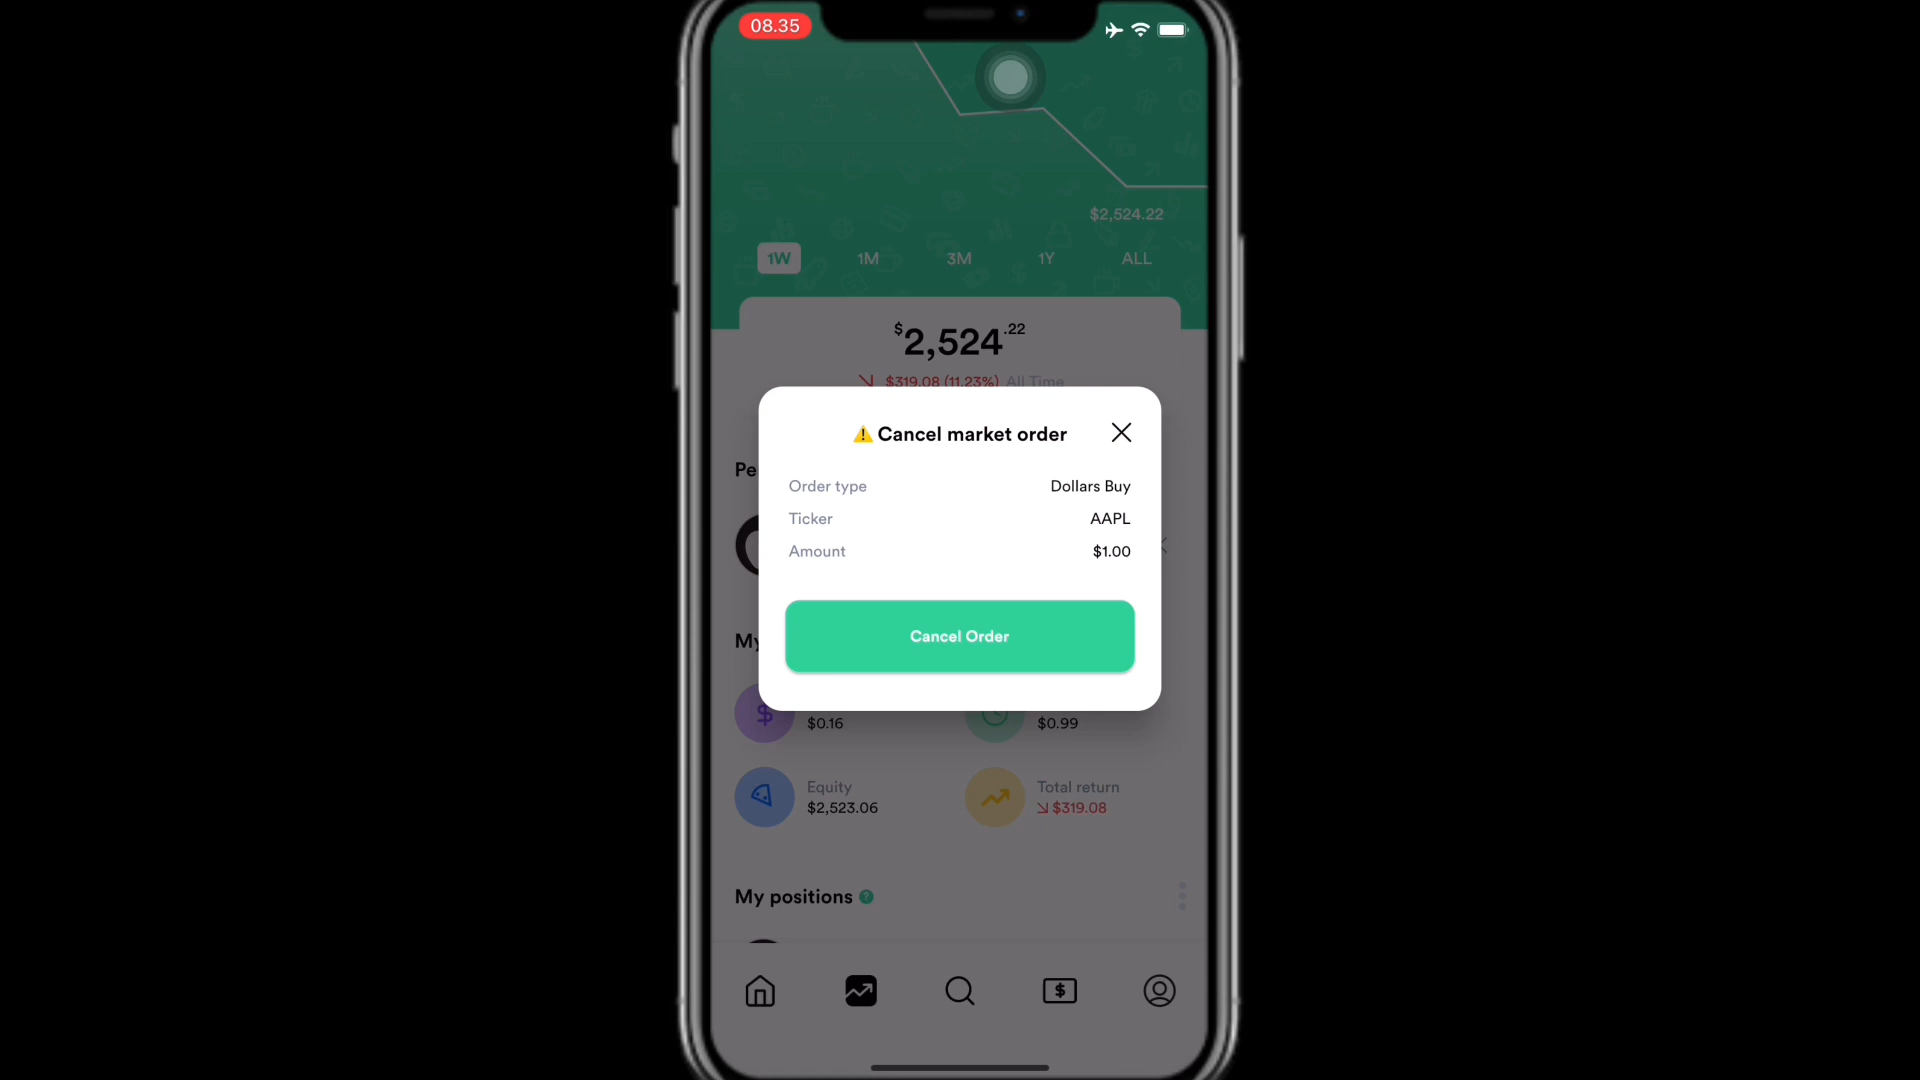 08.35
$2,524.22
1W 1M 3M 1Y ALL
$2,524.22
$319.08 (11.23%) All Time
⚠️ Cancel market order
Pe
Order type Dollars Buy
Ticker AAPL
Amount $1.00
Cancel Order
My
$
$0.16
$0.99
Equity
$2,523.06
Total return
$319.08
My positions ?
$